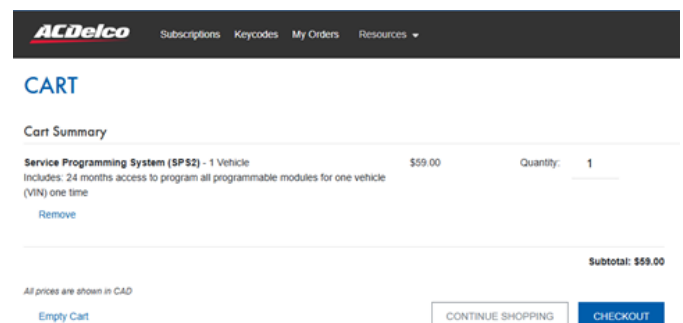 ACDelco Subscriptions Keycodes My Orders Resources
CART
Cart Summary
Service Programming System (SPS2) - 1 Vehicle $59.00 Quantity: 1
Includes: 24 months access to program all programmable modules for one vehicle
(VIN) one time
Remove
Subtotal: $59.00
All prices are shown in CAD
Empty Cart CONTINUE SHOPPING CHECKOUT